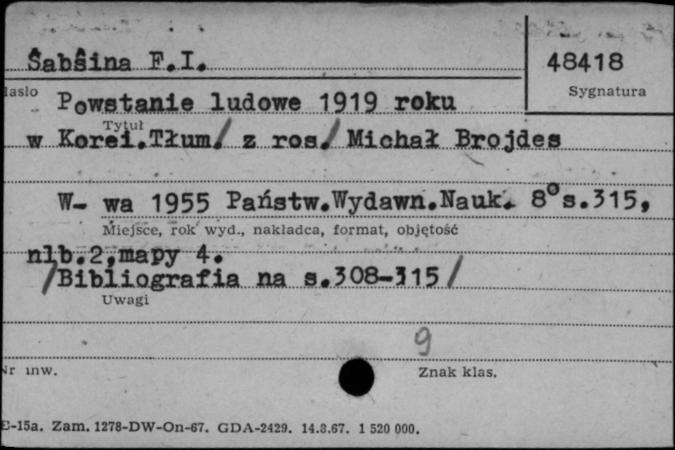 Šabšina F.I.
48418
Sygnatura
Powstanie ludowe 1919 roku
Tytuł
w Korei.Tłum/ z ros./ Michał Brojdes
W- wa 1955 Państw.Wydawn.Nauk. 8° s.315,
Miejsce, rok wyd., nakładca, format, objętość
nlb.2,mapy 4.
/Bibliografia na s.308-315/
Uwagi
9
Nr inw.
Znak klas.
E-15a. Zam. 1278-DW-On-67. GDA-2429. 14.8.67. 1 520 000.